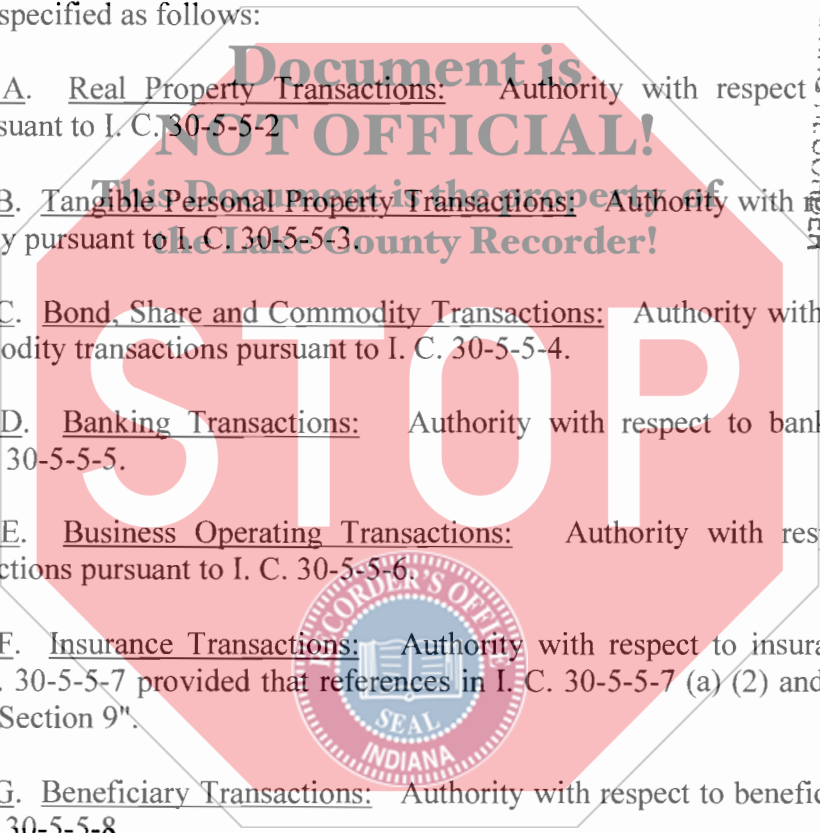 specified as follows:
Document is
A. Real Property Transactions: Authority with respect
suant to I. C. 30-5-5-2
NOT OFFICIAL!
This Document is the property of
B. Tangible Personal Property Transactions: Authority with
y pursuant to I. C. 30-5-5-3.
the Lake County Recorder!
C. Bond, Share and Commodity Transactions: Authority with
odity transactions pursuant to I. C. 30-5-5-4.
STOP
D. Banking Transactions: Authority with respect to bank
30-5-5-5.
E. Business Operating Transactions: Authority with resp
ctions pursuant to I. C. 30-5-5-6.
RECORDER'S OFFICE
F. Insurance Transactions: Authority with respect to insura
. 30-5-5-7 provided that references in I. C. 30-5-5-7 (a) (2) and
Section 9".
SEAL
INDIANA
G. Beneficiary Transactions: Authority with respect to benefic
30-5-5-8